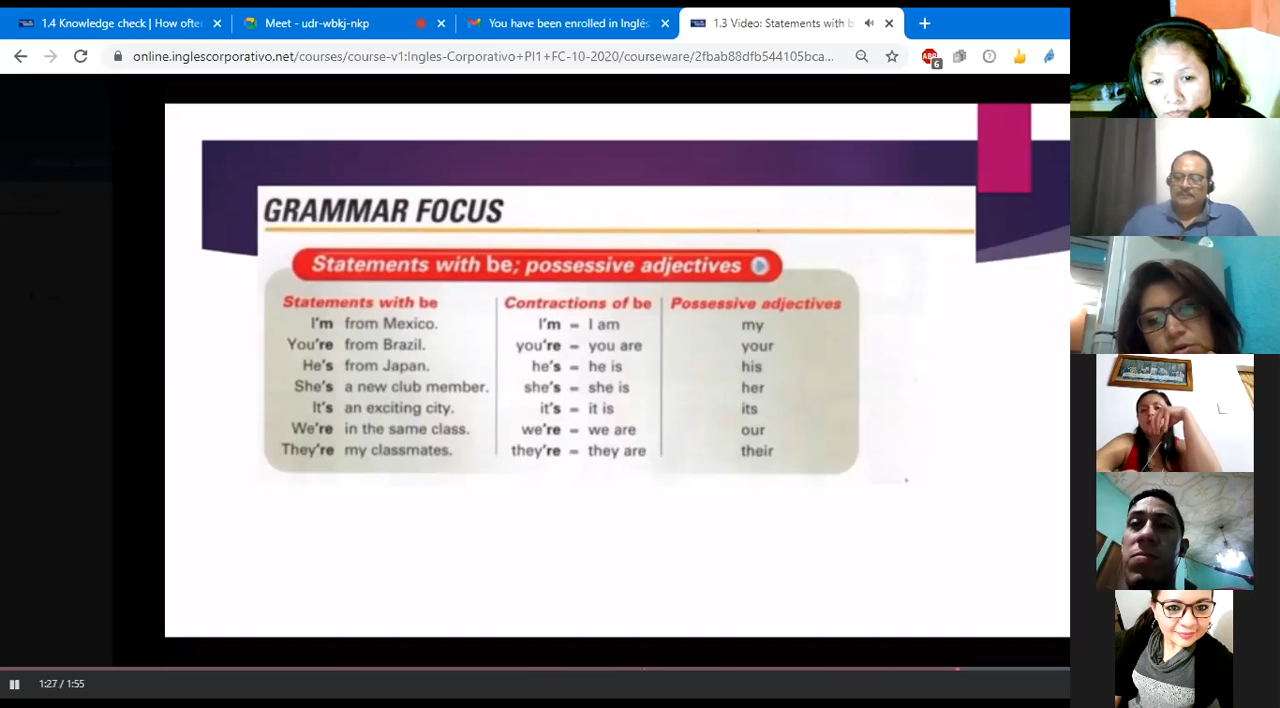 1.4 Knowledge check | How ofte
Meet - udr-wbkj-nkp
You have been enrolled in Inglés
1.3 Video: Statements with b
online.inglescorporativo.net/courses/course-v1:Ingles-Corporativo+PI1+FC-10-2020/courseware/2fbab88dfb544105bca...
6
GRAMMAR FOCUS
Statements with be; possessive adjectives
Statements with be
I'm from Mexico.
You're from Brazil.
He's from Japan.
She's a new club member.
It's an exciting city.
We're in the same class.
They're my classmates.
Contractions of be
I'm = I am
you're = you are
he's = he is
she's = she is
it's = it is
we're = we are
they're = they are
Possessive adjectives
my
your
his
her
its
our
their
1:27 / 1:55